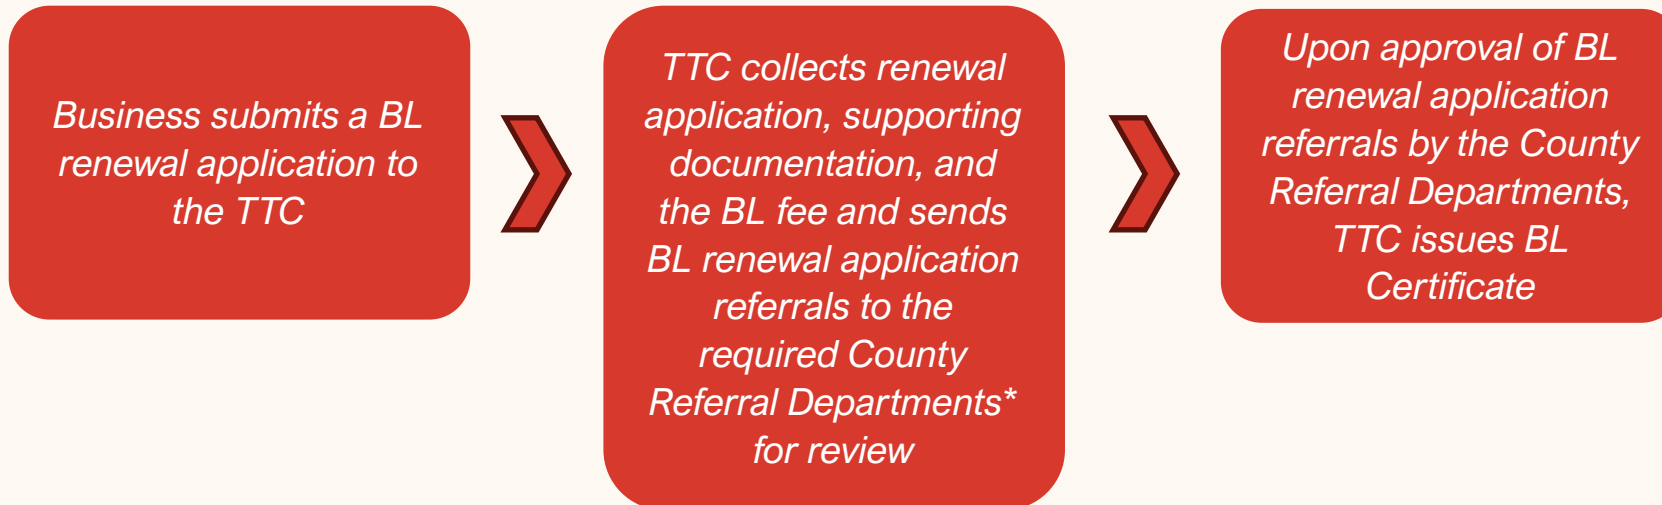 Business submits a BL
renewal application to
the TTC
TTC collects renewal
application, supporting
documentation, and
the BL fee and sends
BL renewal application
referrals to the
required County
Referral Departments*
for review
Upon approval of BL
renewal application
referrals by the County
Referral Departments,
TTC issues BL
Certificate